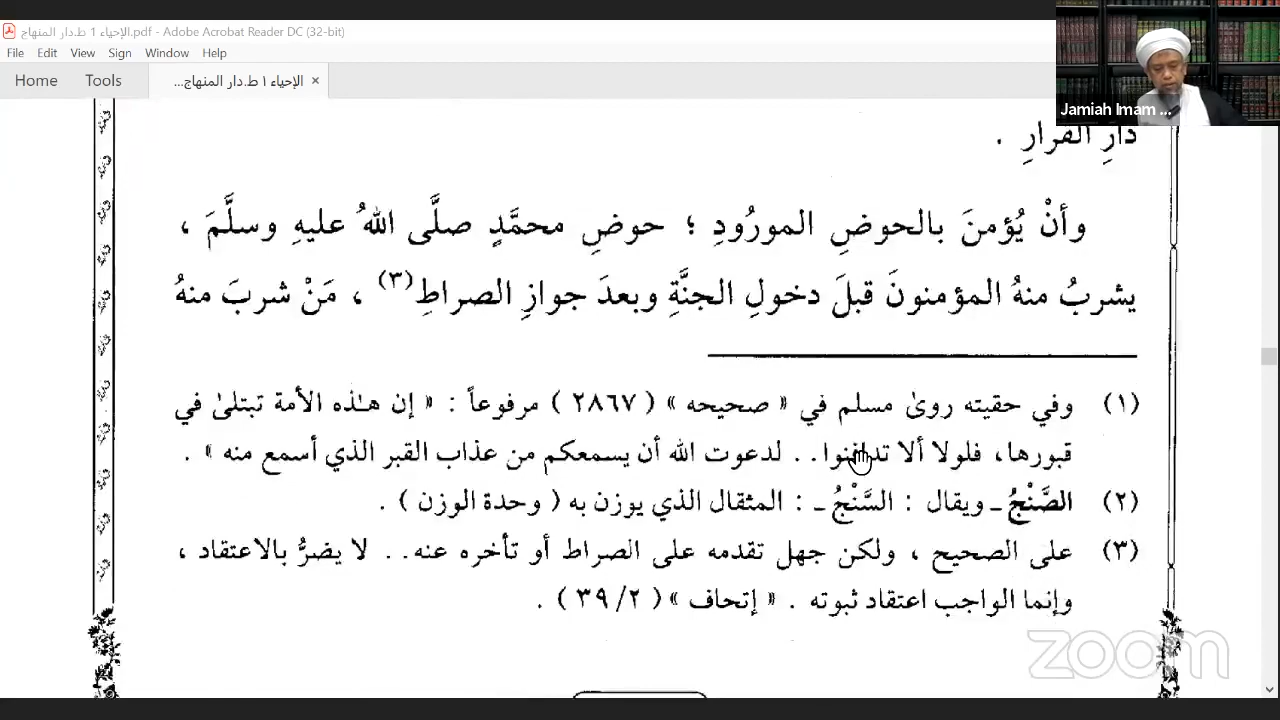 الإحياء ١ ط.دار المنهاج.pdf - Adobe Acrobat Reader DC (32-bit)
File Edit View Sign Window Help
Home Tools الإحياء ١ ط.دار المنهاج... ×
Jamiah Imam ...
دارِ القرارِ .
وأنْ يُؤمنَ بالحوضِ المورُودِ ؛ حوضِ محمَّدٍ صلَّى اللهُ عليهِ وسلَّمَ ،
يشربُ منهُ المؤمنونَ قبلَ دخولِ الجنَّةِ وبعدَ جوازِ الصراطِ(٣) ، مَنْ شربَ منهُ
(١) وفي حقيته روىٰ مسلم في « صحيحه » ( ٢٨٦٧ ) مرفوعاً : « إن هـٰذه الأمة تبتلىٰ في
قبورها، فلولا ألا تدافنوا.. لدعوت الله أن يسمعكم من عذاب القبر الذي أسمع منه » .
(٢) الصَّنْجُ ـ ويقال : السَّنْجُ ـ : المثقال الذي يوزن به ( وحدة الوزن ) .
(٣) على الصحيح ، ولكن جهل تقدمه على الصراط أو تأخره عنه.. لا يضرُّ بالاعتقاد ،
وإنما الواجب اعتقاد ثبوته . « إتحاف » ( ٣٩/٢ ) .
zoom